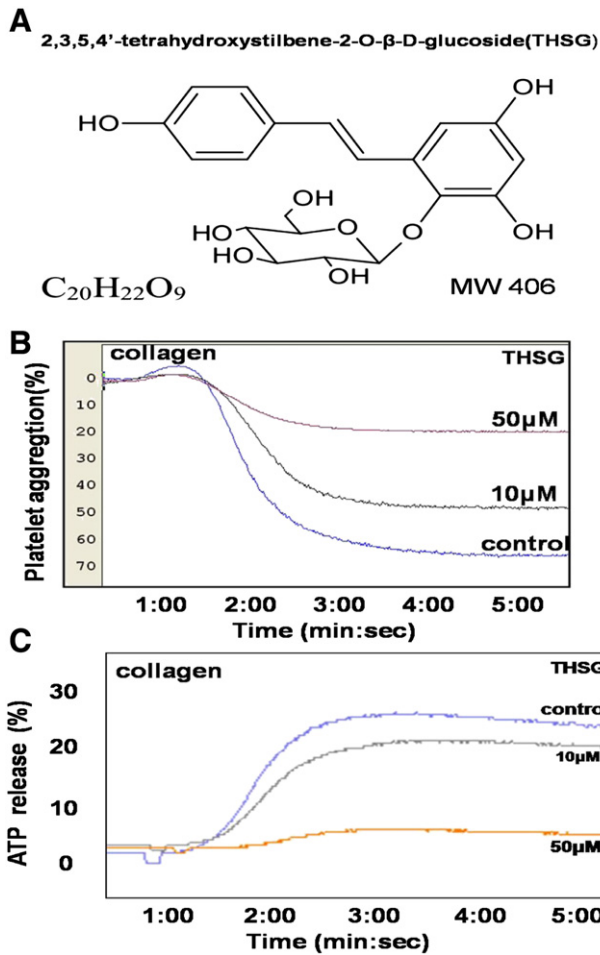 A
2,3,5,4'-tetrahydroxystilbene-2-O-β-D-glucoside(THSG)
OH
HO
OH
O
HO
O
HO
OH
OH
C20H22O9
MW 406
B
collagen
THSG
0
10
20
30
40
50
60
70
50µM
10µM
control
Platelet aggregtion(%)
1:00 2:00 3:00 4:00 5:00
Time (min:sec)
C
collagen
THSG
30
20
10
0
contro
10µM
50µM
ATP release (%)
1:00 2:00 3:00 4:00 5:00
Time (min:sec)